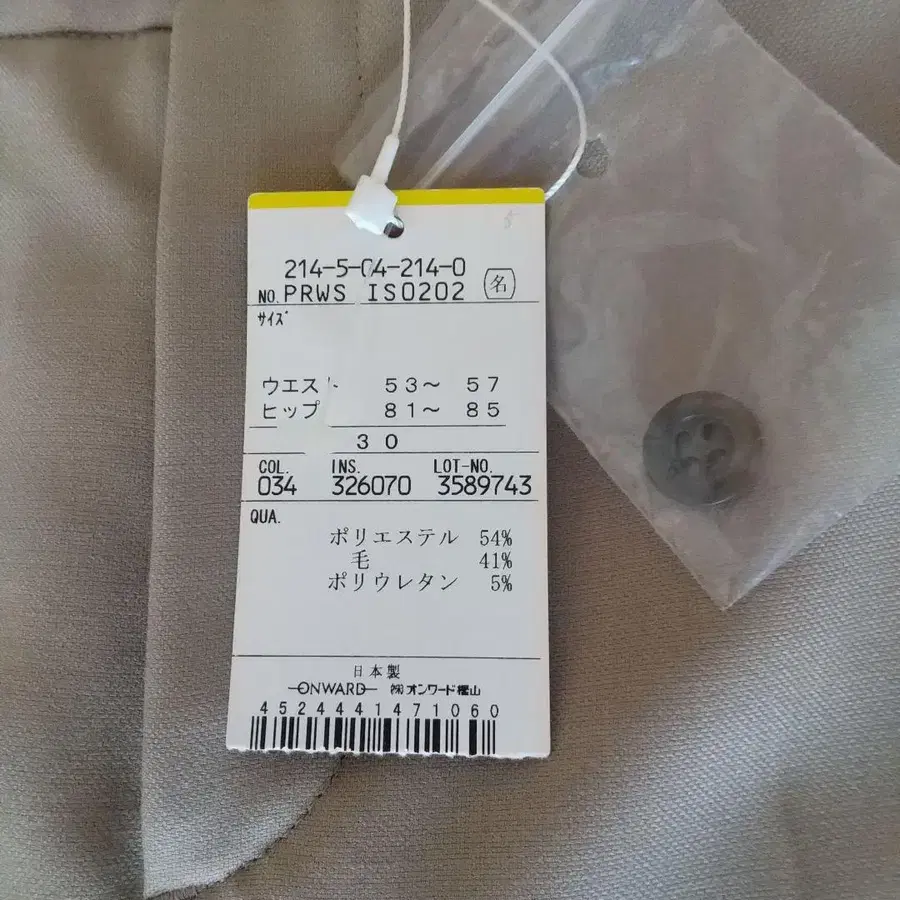 214-5-04-214-0
NO. PRWS IS0202 名
サイズ
ウエスト 53〜 57
ヒップ 81〜 85
30
COL. INS. LOT-NO.
034 326070 3589743
QUA.
ポリエステル 54%
毛 41%
ポリウレタン 5%
日本製
ONWARD ㈱オンワード樫山
4524441471060